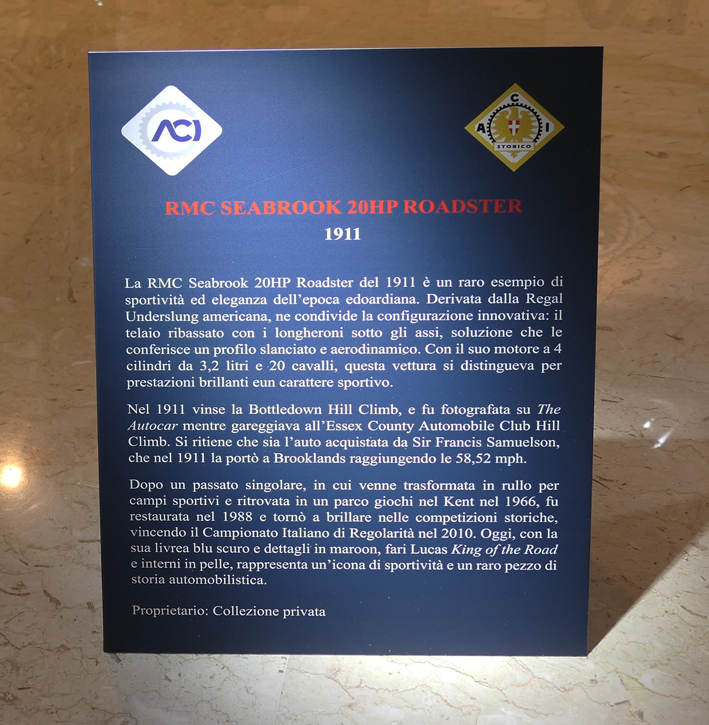 ACI
A C I
STORICO
RMC SEABROOK 20HP ROADSTER
1911
La RMC Seabrook 20HP Roadster del 1911 è un raro esempio di
sportività ed eleganza dell'epoca edoardiana. Derivata dalla Regal
Underslung americana, ne condivide la configurazione innovativa: il
telaio ribassato con i longheroni sotto gli assi, soluzione che le
conferisce un profilo slanciato e aerodinamico. Con il suo motore a 4
cilindri da 3,2 litri e 20 cavalli, questa vettura si distingueva per
prestazioni brillanti eun carattere sportivo.
Nel 1911 vinse la Bottledown Hill Climb, e fu fotografata su The
Autocar mentre gareggiava all'Essex County Automobile Club Hill
Climb. Si ritiene che sia l'auto acquistata da Sir Francis Samuelson,
che nel 1911 la portò a Brooklands raggiungendo le 58,52 mph.
Dopo un passato singolare, in cui venne trasformata in rullo per
campi sportivi e ritrovata in un parco giochi nel Kent nel 1966, fu
restaurata nel 1988 e tornò a brillare nelle competizioni storiche,
vincendo il Campionato Italiano di Regolarità nel 2010. Oggi, con la
sua livrea blu scuro e dettagli in maroon, fari Lucas King of the Road
e interni in pelle, rappresenta un'icona di sportività e un raro pezzo di
storia automobilistica.
Proprietario: Collezione privata